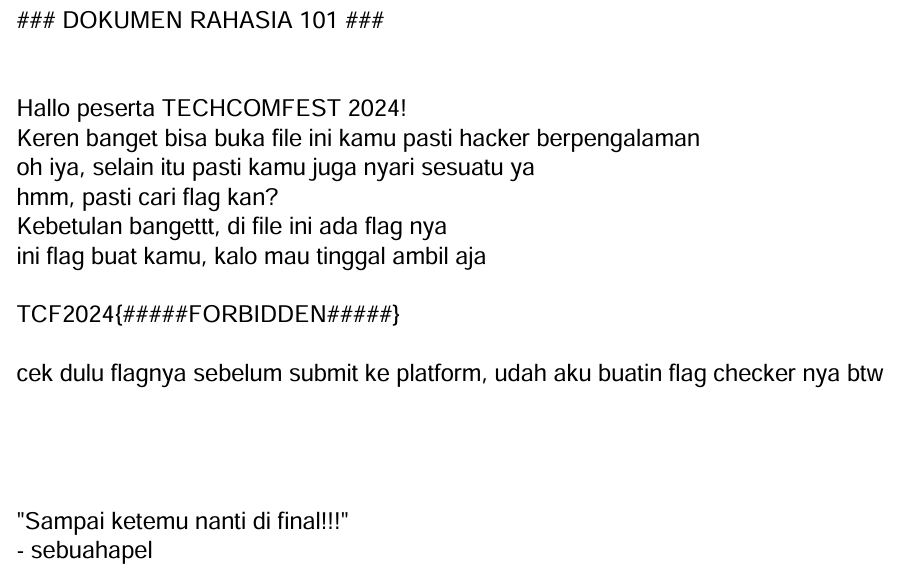 ### DOKUMEN RAHASIA 101 ###
Hallo peserta TECHCOMFEST 2024!
Keren banget bisa buka file ini kamu pasti hacker berpengalaman
oh iya, selain itu pasti kamu juga nyari sesuatu ya
hmm, pasti cari flag kan?
Kebetulan bangettt, di file ini ada flag nya
ini flag buat kamu, kalo mau tinggal ambil aja
TCF2024{#####FORBIDDEN#####}
cek dulu flagnya sebelum submit ke platform, udah aku buatin flag checker nya btw
"Sampai ketemu nanti di final!!!"
- sebuahapel